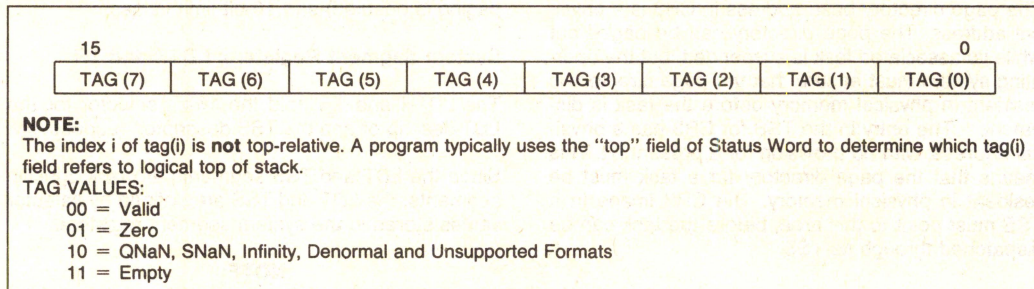 15 0
TAG (7) TAG (6) TAG (5) TAG (4) TAG (3) TAG (2) TAG (1) TAG (0)
NOTE:
The index i of tag(i) is not top-relative. A program typically uses the "top" field of Status Word to determine which tag(i)
field refers to logical top of stack.
TAG VALUES:
00 = Valid
01 = Zero
10 = QNaN, SNaN, Infinity, Denormal and Unsupported Formats
11 = Empty